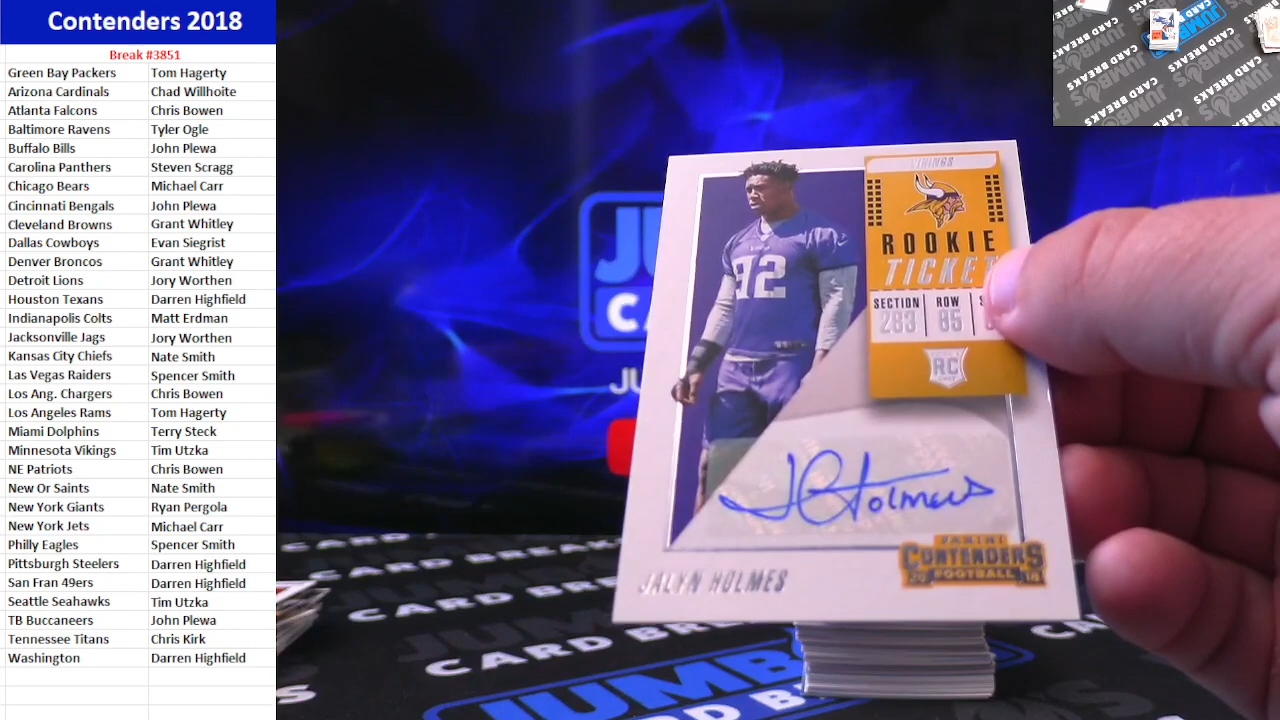 Contenders 2018
Break #3851
Green Bay Packers Tom Hagerty
Arizona Cardinals Chad Willhoite
Atlanta Falcons Chris Bowen
Baltimore Ravens Tyler Ogle
Buffalo Bills John Plewa
Carolina Panthers Steven Scragg
Chicago Bears Michael Carr
Cincinnati Bengals John Plewa
Cleveland Browns Grant Whitley
Dallas Cowboys Evan Siegrist
Denver Broncos Grant Whitley
Detroit Lions Jory Worthen
Houston Texans Darren Highfield
Indianapolis Colts Matt Erdman
Jacksonville Jags Jory Worthen
Kansas City Chiefs Nate Smith
Las Vegas Raiders Spencer Smith
Los Ang. Chargers Chris Bowen
Los Angeles Rams Tom Hagerty
Miami Dolphins Terry Steck
Minnesota Vikings Tim Utzka
NE Patriots Chris Bowen
New Or Saints Nate Smith
New York Giants Ryan Pergola
New York Jets Michael Carr
Philly Eagles Spencer Smith
Pittsburgh Steelers Darren Highfield
San Fran 49ers Darren Highfield
Seattle Seahawks Tim Utzka
TB Buccaneers John Plewa
Tennessee Titans Chris Kirk
Washington Darren Highfield
VIKINGS
ROOKIE
TICKET
SECTION ROW
283 85
RC
92
J Holmes
PANINI
CONTENDERS
20 FOOTBALL 18
JALYN HOLMES
CARD BREAKS
JUMBO
CARD BREAKS